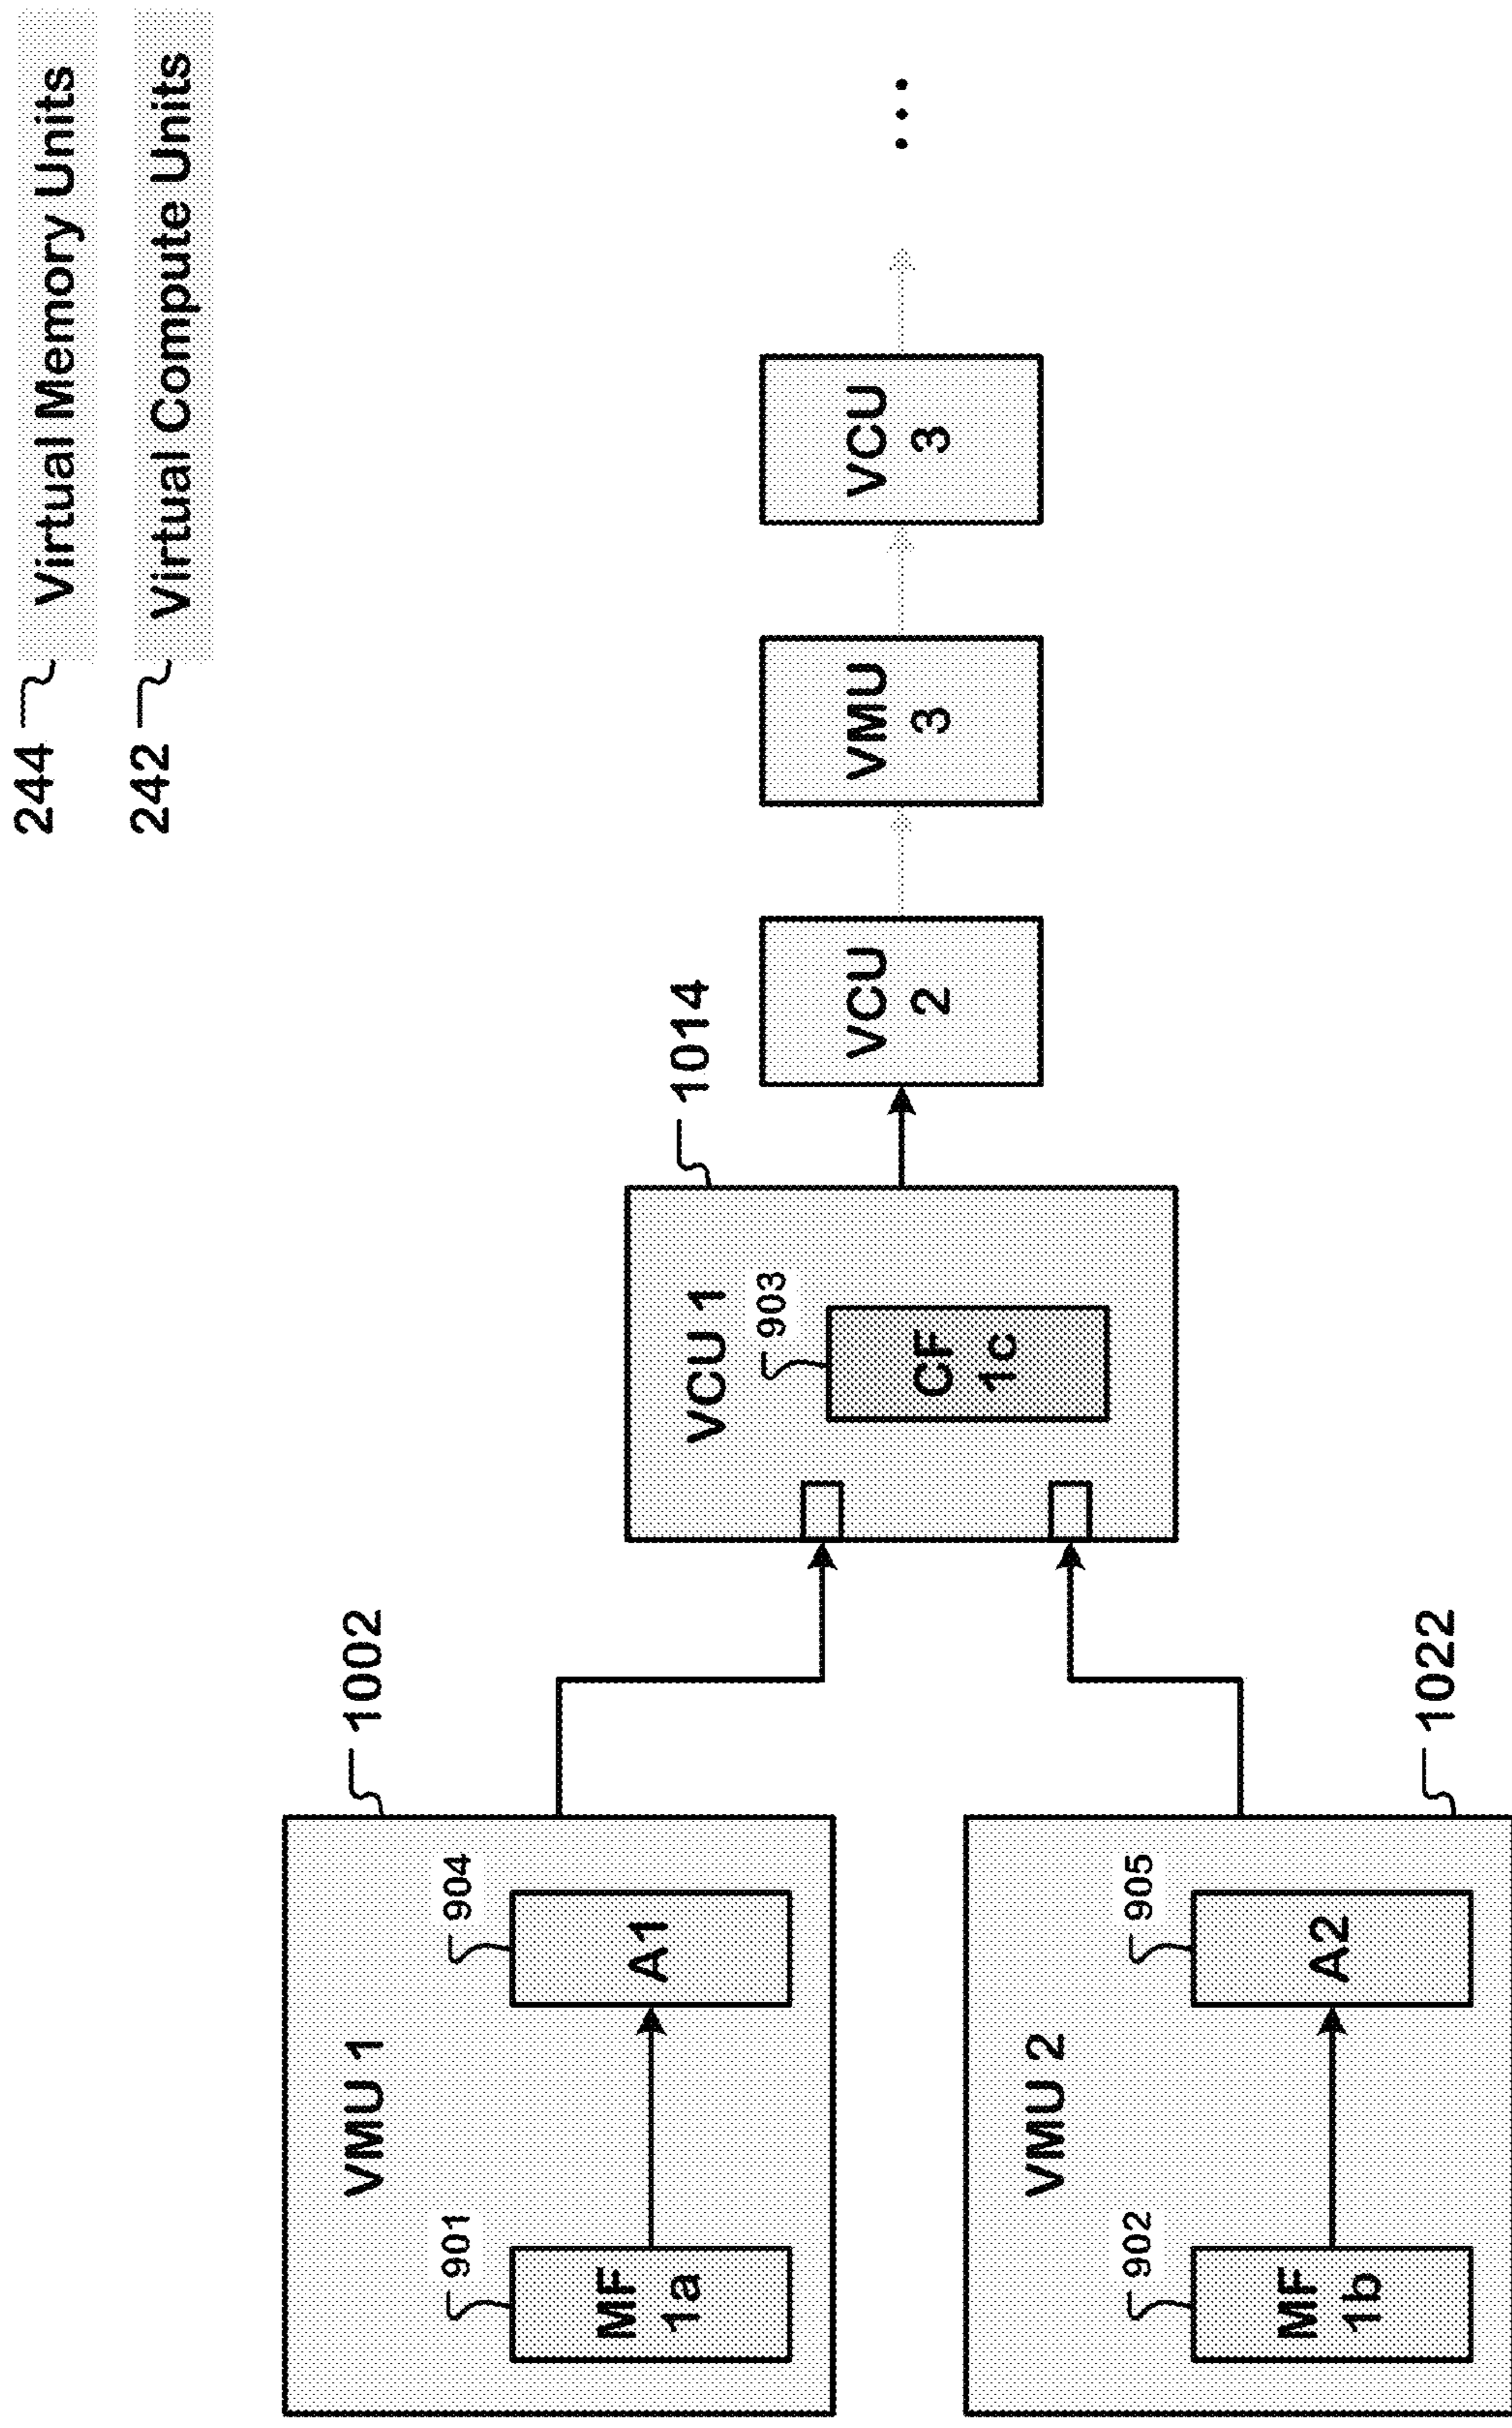 244
Virtual Memory Units
242
Virtual Compute Units
1002
VMU 1
901
MF
1a
904
A1
1014
VCU 1
903
CF
1c
VCU
2
VMU
3
VCU
3
...
1022
VMU 2
902
MF
1b
905
A2